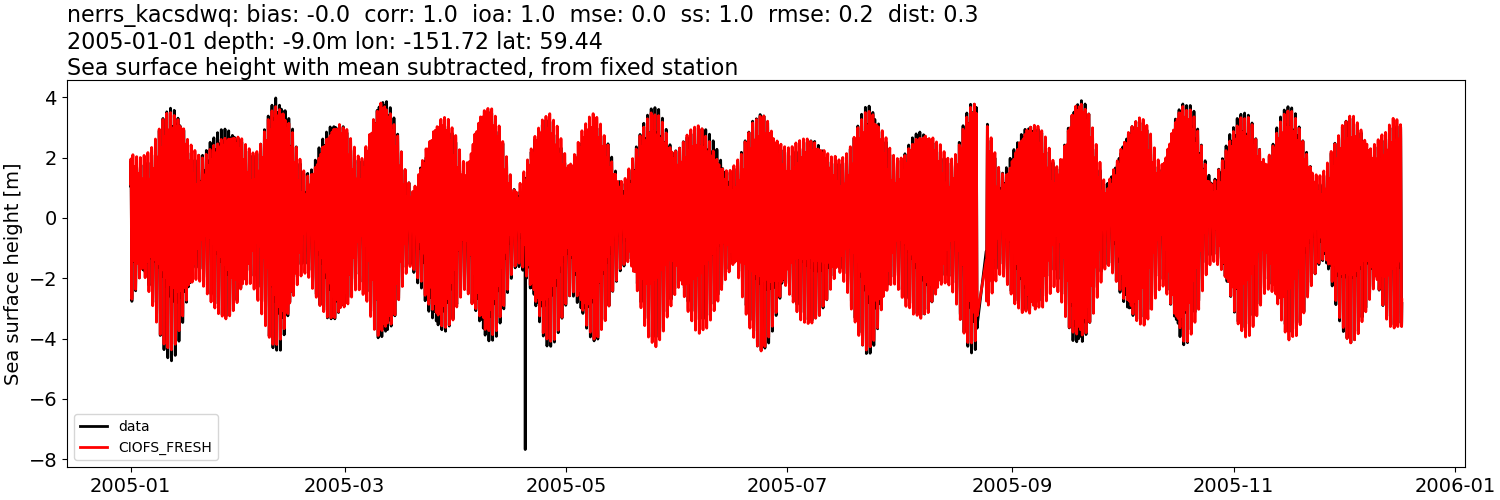 nerrs_kacsdwq: bias: -0.0  corr: 1.0  ioa: 1.0  mse: 0.0  ss: 1.0  rmse: 0.2  dist: 0.3
2005-01-01 depth: -9.0m lon: -151.72 lat: 59.44
Sea surface height with mean subtracted, from fixed station
Sea surface height [m]
4
2
0
−2
−4
−6
−8
data
CIOFS_FRESH
2005-01
2005-03
2005-05
2005-07
2005-09
2005-11
2006-01